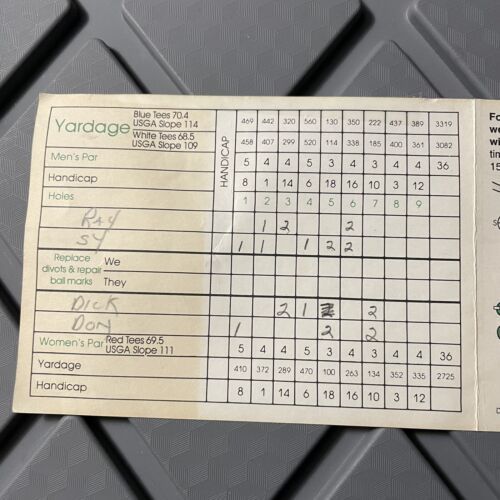 Yardage Blue Tees 70.4 USGA Slope 114 469 442 320 560 130 350 222 437 389 3319
White Tees 68.5 USGA Slope 109 458 407 299 520 114 338 185 400 361 3082
Men's Par HANDICAP 5 4 4 5 3 4 3 4 4 36
Handicap 8 1 14 6 18 16 10 3 12
Holes 1 2 3 4 5 6 7 8 9
RAY 1 2 2
SY 1 1 1 2 2
Replace divots & repair ball marks We
They
DICK 2 1 2
DON 1 2 2
Women's Par Red Tees 69.5 USGA Slope 111 5 4 4 5 3 4 3 4 4 36
Yardage 410 372 289 470 100 263 134 352 335 2725
Handicap 8 1 14 6 18 16 10 3 12
Fo
we
wi
tim
15